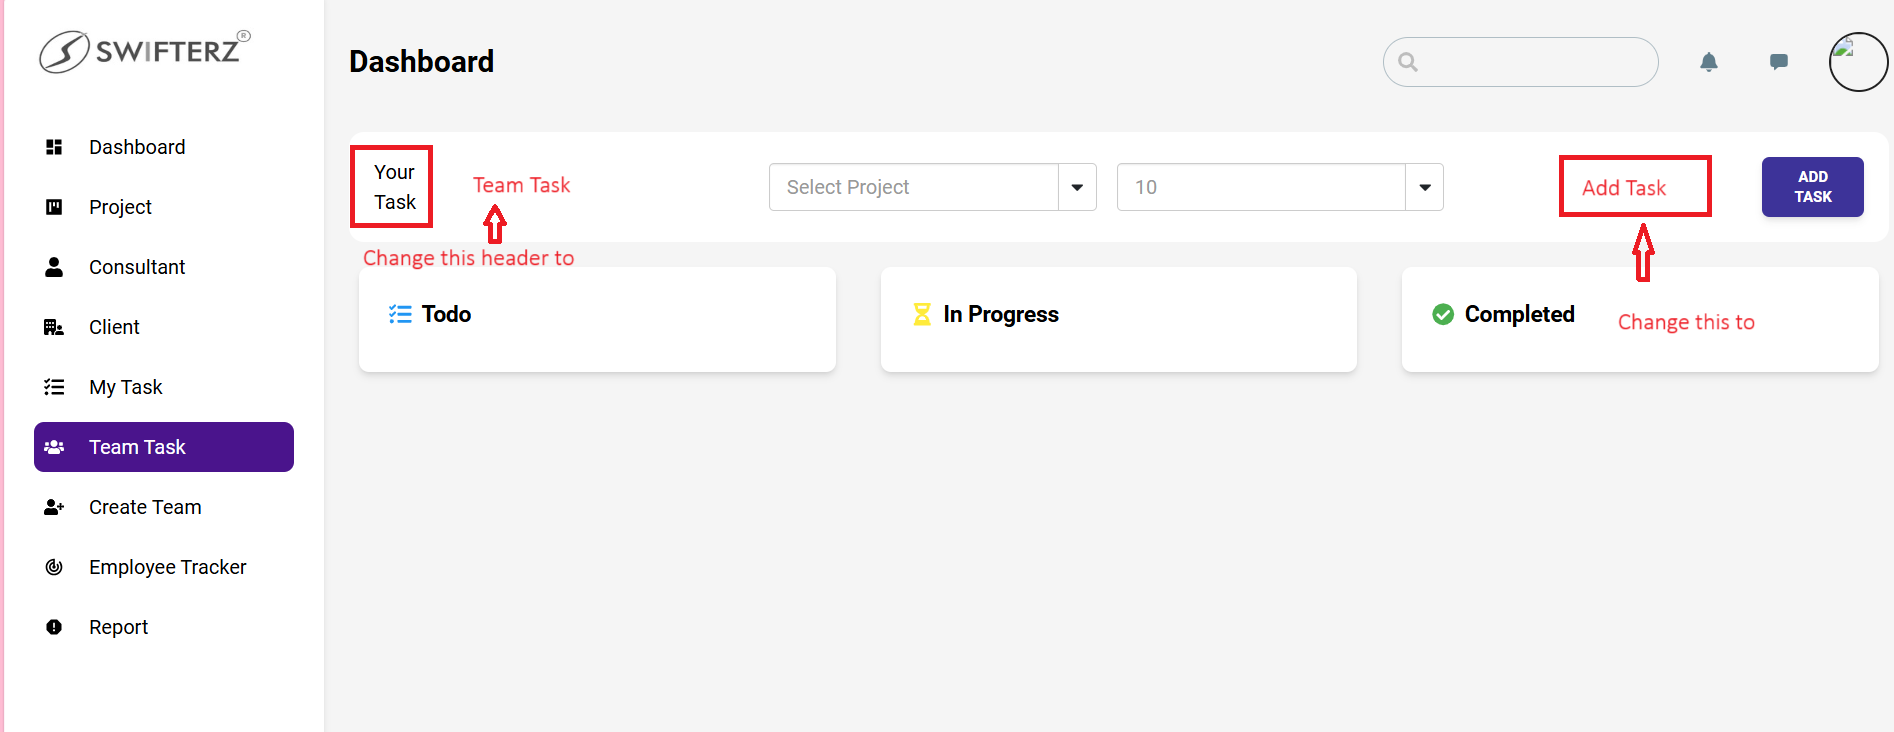 SWIFTERZ®
Dashboard
Dashboard
Project
Consultant
Client
My Task
Team Task
Create Team
Employee Tracker
Report
Your
Task
Team Task
Change this header to
Select Project
10
Add Task
ADD
TASK
Todo
In Progress
Completed
Change this to